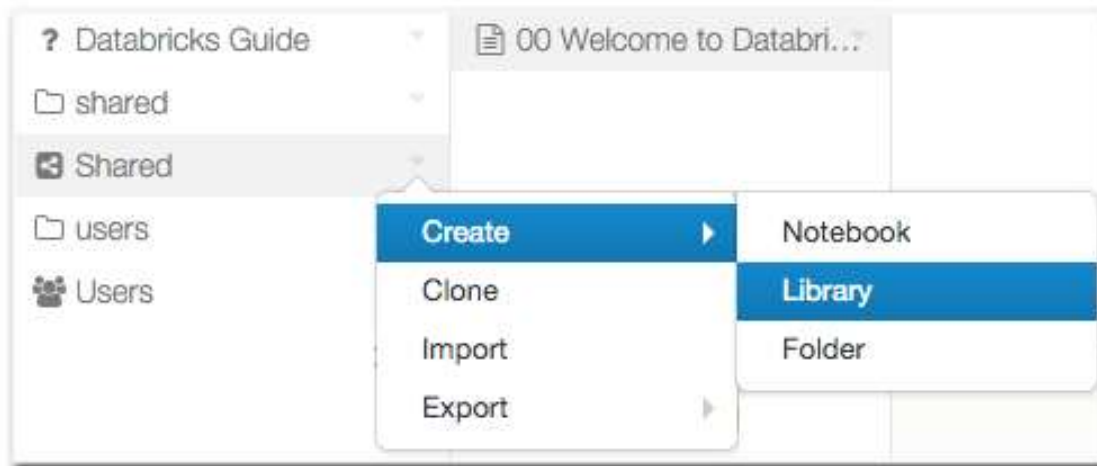 ? Databricks Guide
00 Welcome to Databri...
shared
Shared
users
Users
Create
Clone
Import
Export
Notebook
Library
Folder